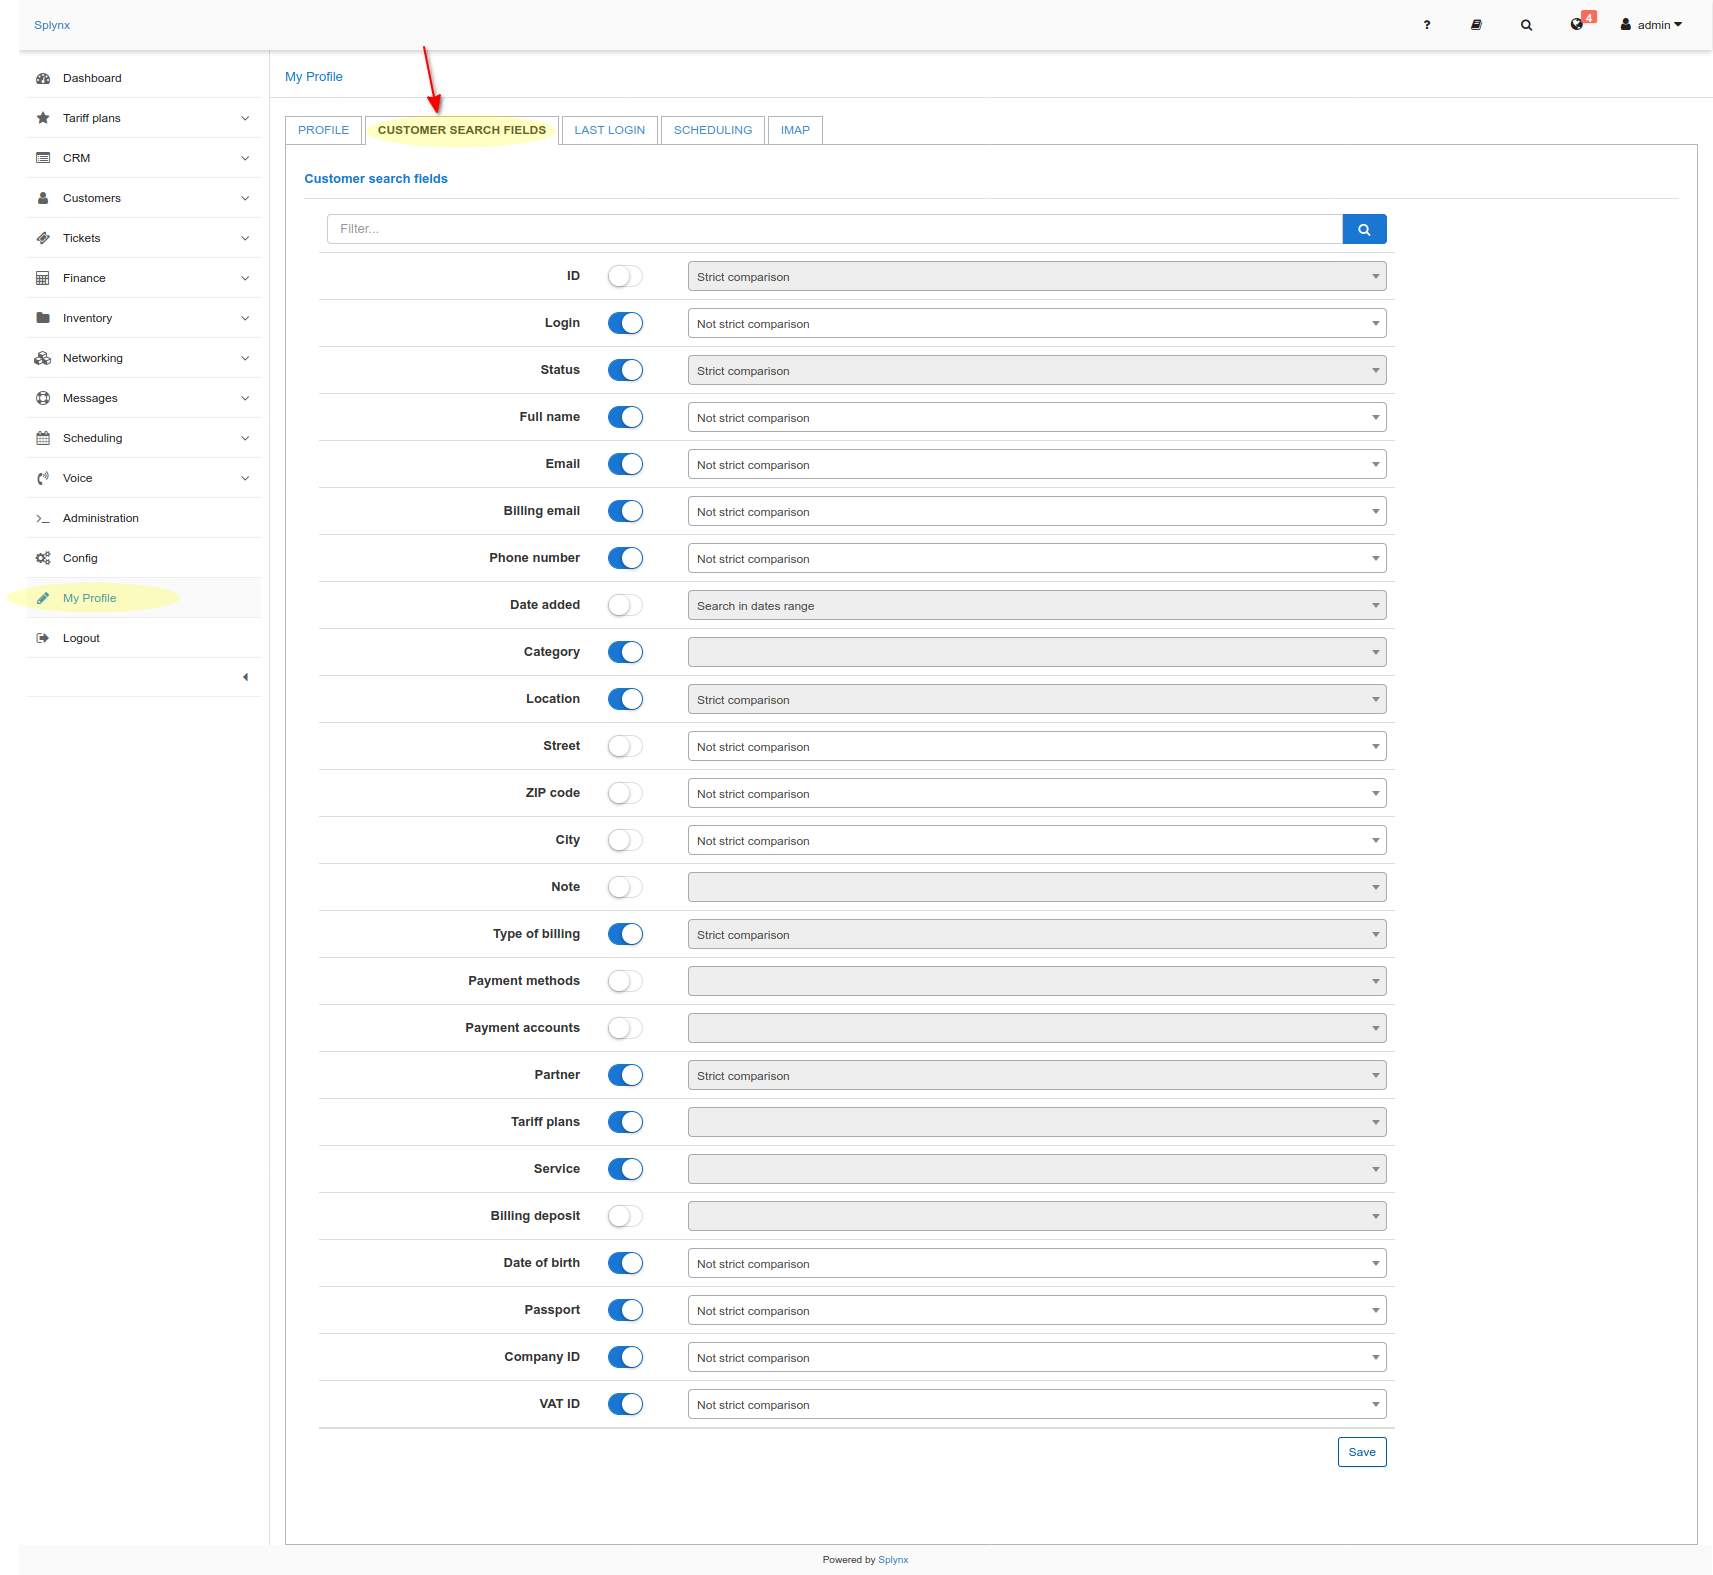 Splynx
?
4
admin
Dashboard
Tariff plans
CRM
Customers
Tickets
Finance
Inventory
Networking
Messages
Scheduling
Voice
Administration
Config
My Profile
Logout
My Profile
PROFILE
CUSTOMER SEARCH FIELDS
LAST LOGIN
SCHEDULING
IMAP
Customer search fields
Filter...
ID Strict comparison
Login Not strict comparison
Status Strict comparison
Full name Not strict comparison
Email Not strict comparison
Billing email Not strict comparison
Phone number Not strict comparison
Date added Search in dates range
Category
Location Strict comparison
Street Not strict comparison
ZIP code Not strict comparison
City Not strict comparison
Note
Type of billing Strict comparison
Payment methods
Payment accounts
Partner Strict comparison
Tariff plans
Service
Billing deposit
Date of birth Not strict comparison
Passport Not strict comparison
Company ID Not strict comparison
VAT ID Not strict comparison
Save
Powered by Splynx